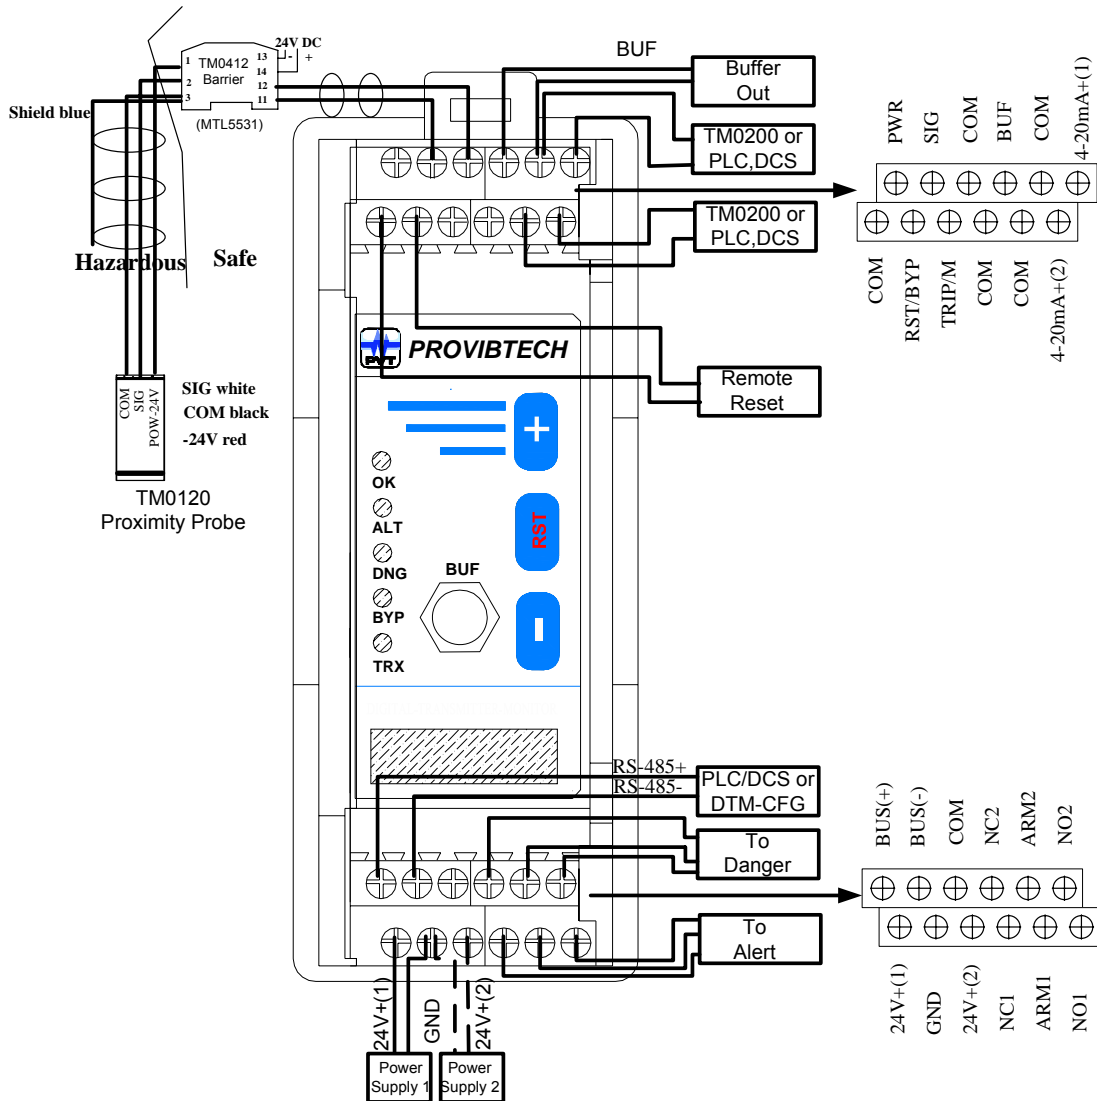 24V DC
- +
TM0412
Barrier
1
2
3
13
14
12
11
(MTL5531)
Shield blue
Hazardous Safe
COM
SIG
POW-24V
SIG white
COM black
-24V red
TM0120
Proximity Probe
BUF
Buffer
Out
TM0200 or
PLC,DCS
TM0200 or
PLC,DCS
Remote
Reset
PWR
SIG
COM
BUF
COM
4-20mA+(1)
COM
RST/BYP
TRIP/M
COM
COM
4-20mA+(2)
PVT
PROVIBTECH
+
RST
-
OK
ALT
DNG
BYP
TRX
BUF
RS-485+
RS-485-
PLC/DCS or
DTM-CFG
To
Danger
To
Alert
BUS(+)
BUS(-)
COM
NC2
ARM2
NO2
24V+(1)
GND
24V+(2)
NC1
ARM1
NO1
24V+(1)
GND
24V+(2)
Power
Supply 1
Power
Supply 2